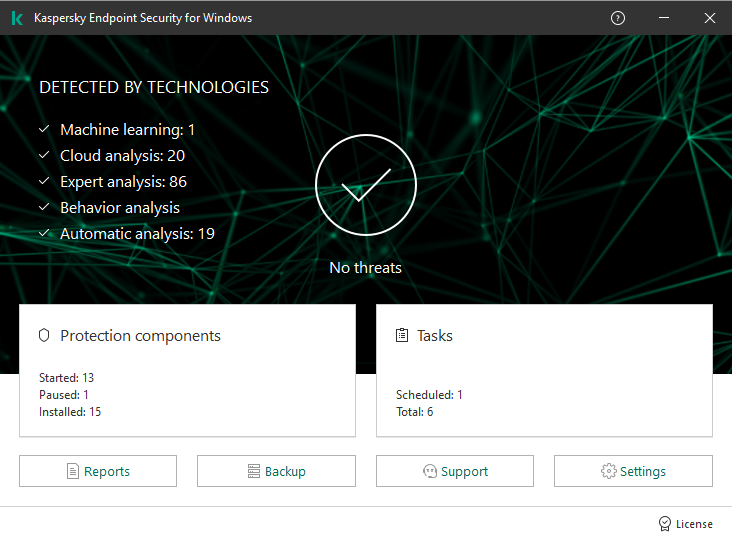 Kaspersky Endpoint Security for Windows
DETECTED BY TECHNOLOGIES
Machine learning: 1
Cloud analysis: 20
Expert analysis: 86
Behavior analysis
Automatic analysis: 19
No threats
Protection components
Started: 13
Paused: 1
Installed: 15
Tasks
Scheduled: 1
Total: 6
Reports
Backup
Support
Settings
License